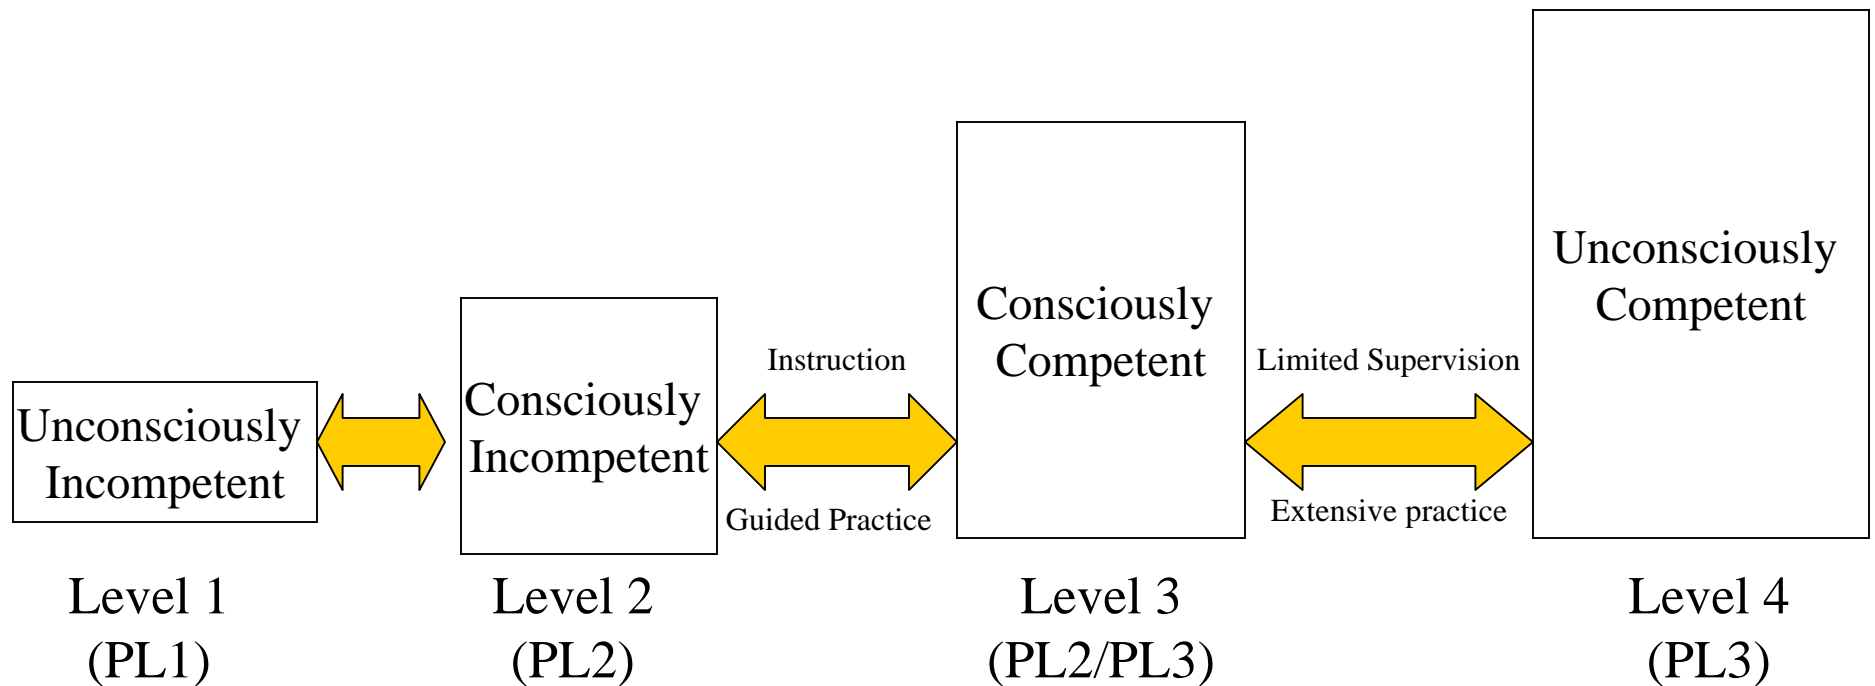 Unconsciously
Incompetent
Level 1
(PL1)
Consciously
Incompetent
Level 2
(PL2)
Instruction
Guided Practice
Consciously
Competent
Level 3
(PL2/PL3)
Limited Supervision
Extensive practice
Unconsciously
Competent
Level 4
(PL3)